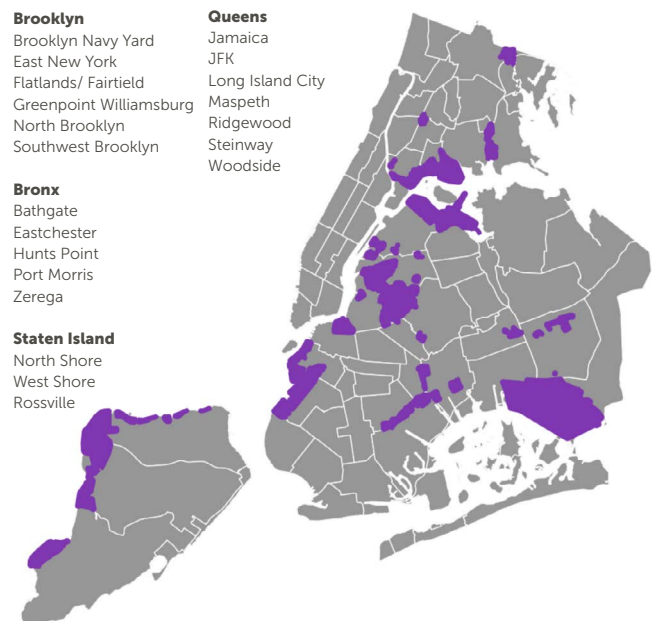 Brooklyn
Brooklyn Navy Yard
East New York
Flatlands/ Fairtield
Greenpoint Williamsburg
North Brooklyn
Southwest Brooklyn
Bronx
Bathgate
Eastchester
Hunts Point
Port Morris
Zerega
Staten Island
North Shore
West Shore
Rossville
Queens
Jamaica
JFK
Long Island City
Maspeth
Ridgewood
Steinway
Woodside